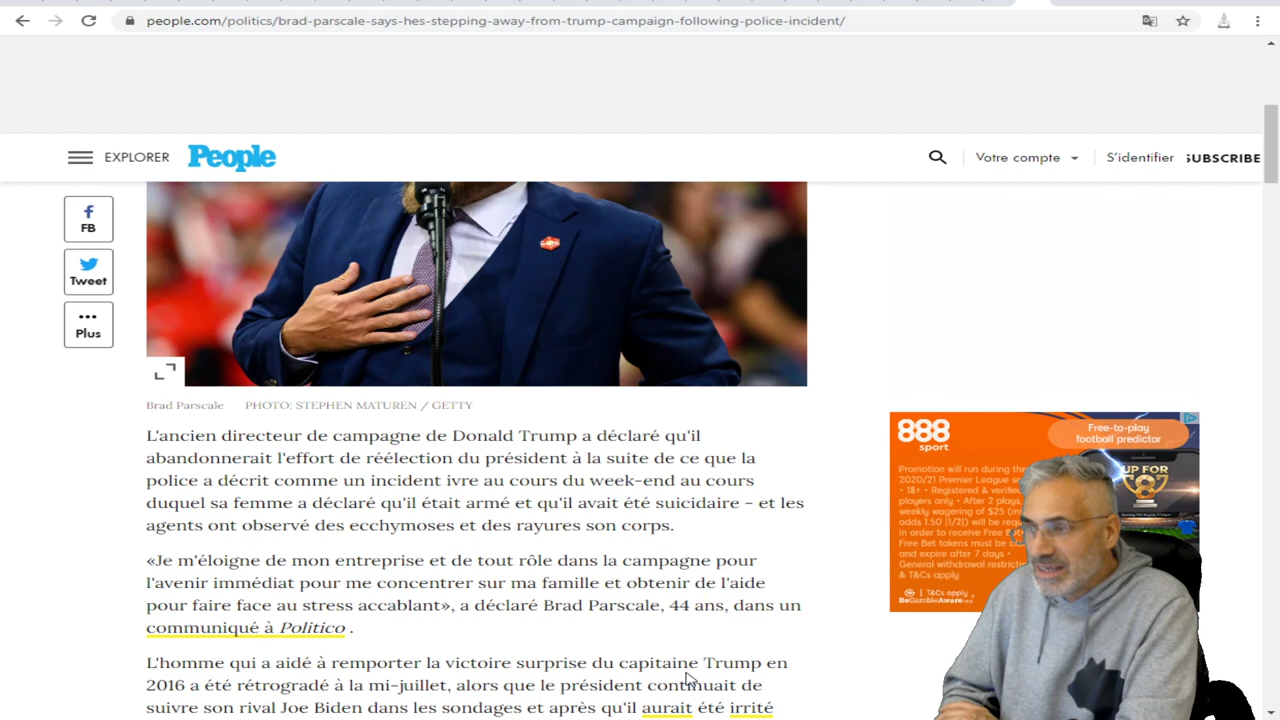 people.com/politics/brad-parscale-says-hes-stepping-away-from-trump-campaign-following-police-incident/
EXPLORER
People
Votre compte
S'identifier
SUBSCRIBE
FB
Tweet
Plus
Brad Parscale PHOTO: STEPHEN MATUREN / GETTY
L'ancien directeur de campagne de Donald Trump a déclaré qu'il
abandonnerait l'effort de réélection du président à la suite de ce que la
police a décrit comme un incident ivre au cours du week-end au cours
duquel sa femme a déclaré qu'il était armé et qu'il avait été suicidaire - et les
agents ont observé des ecchymoses et des rayures son corps.
«Je m'éloigne de mon entreprise et de tout rôle dans la campagne pour
l'avenir immédiat pour me concentrer sur ma famille et obtenir de l'aide
pour faire face au stress accablant», a déclaré Brad Parscale, 44 ans, dans un
communiqué à Politico .
L'homme qui a aidé à remporter la victoire surprise du capitaine Trump en
2016 a été rétrogradé à la mi-juillet, alors que le président continuait de
suivre son rival Joe Biden dans les sondages et après qu'il aurait été irrité
888
sport
Free-to-play
football predictor
Promotion will run during the
2020/21 Premier League
• 18+ • Registered & verified
players only • After 2 plays,
weekly wagering of $25
odds 1.50 (1/2)) will be
in order to receive Free
Free Bet tokens must be
and expire after 7 days •
General withdrawal
& T&Cs apply
18+ | T&Cs apply
BeGambleAware.org
UP FOR